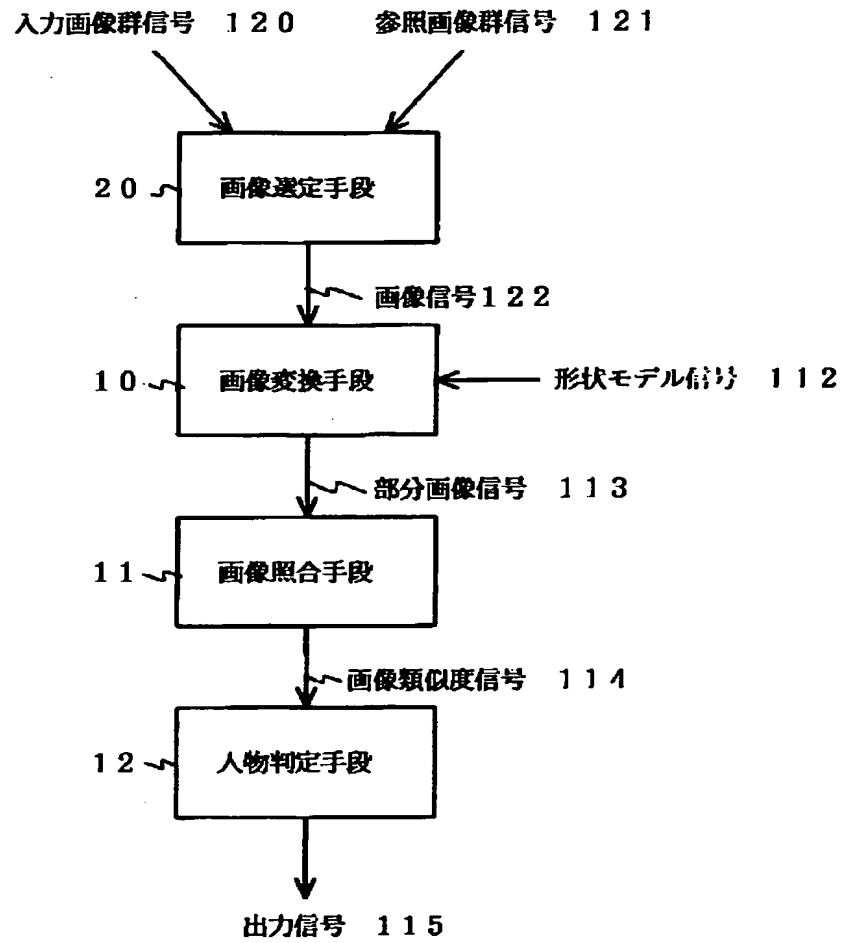 入力画像群信号 120
参照画像群信号 121
20
画像選定手段
画像信号122
10
画像変換手段
形状モデル信号 112
部分画像信号 113
11
画像照合手段
画像類似度信号 114
12
人物判定手段
出力信号 115